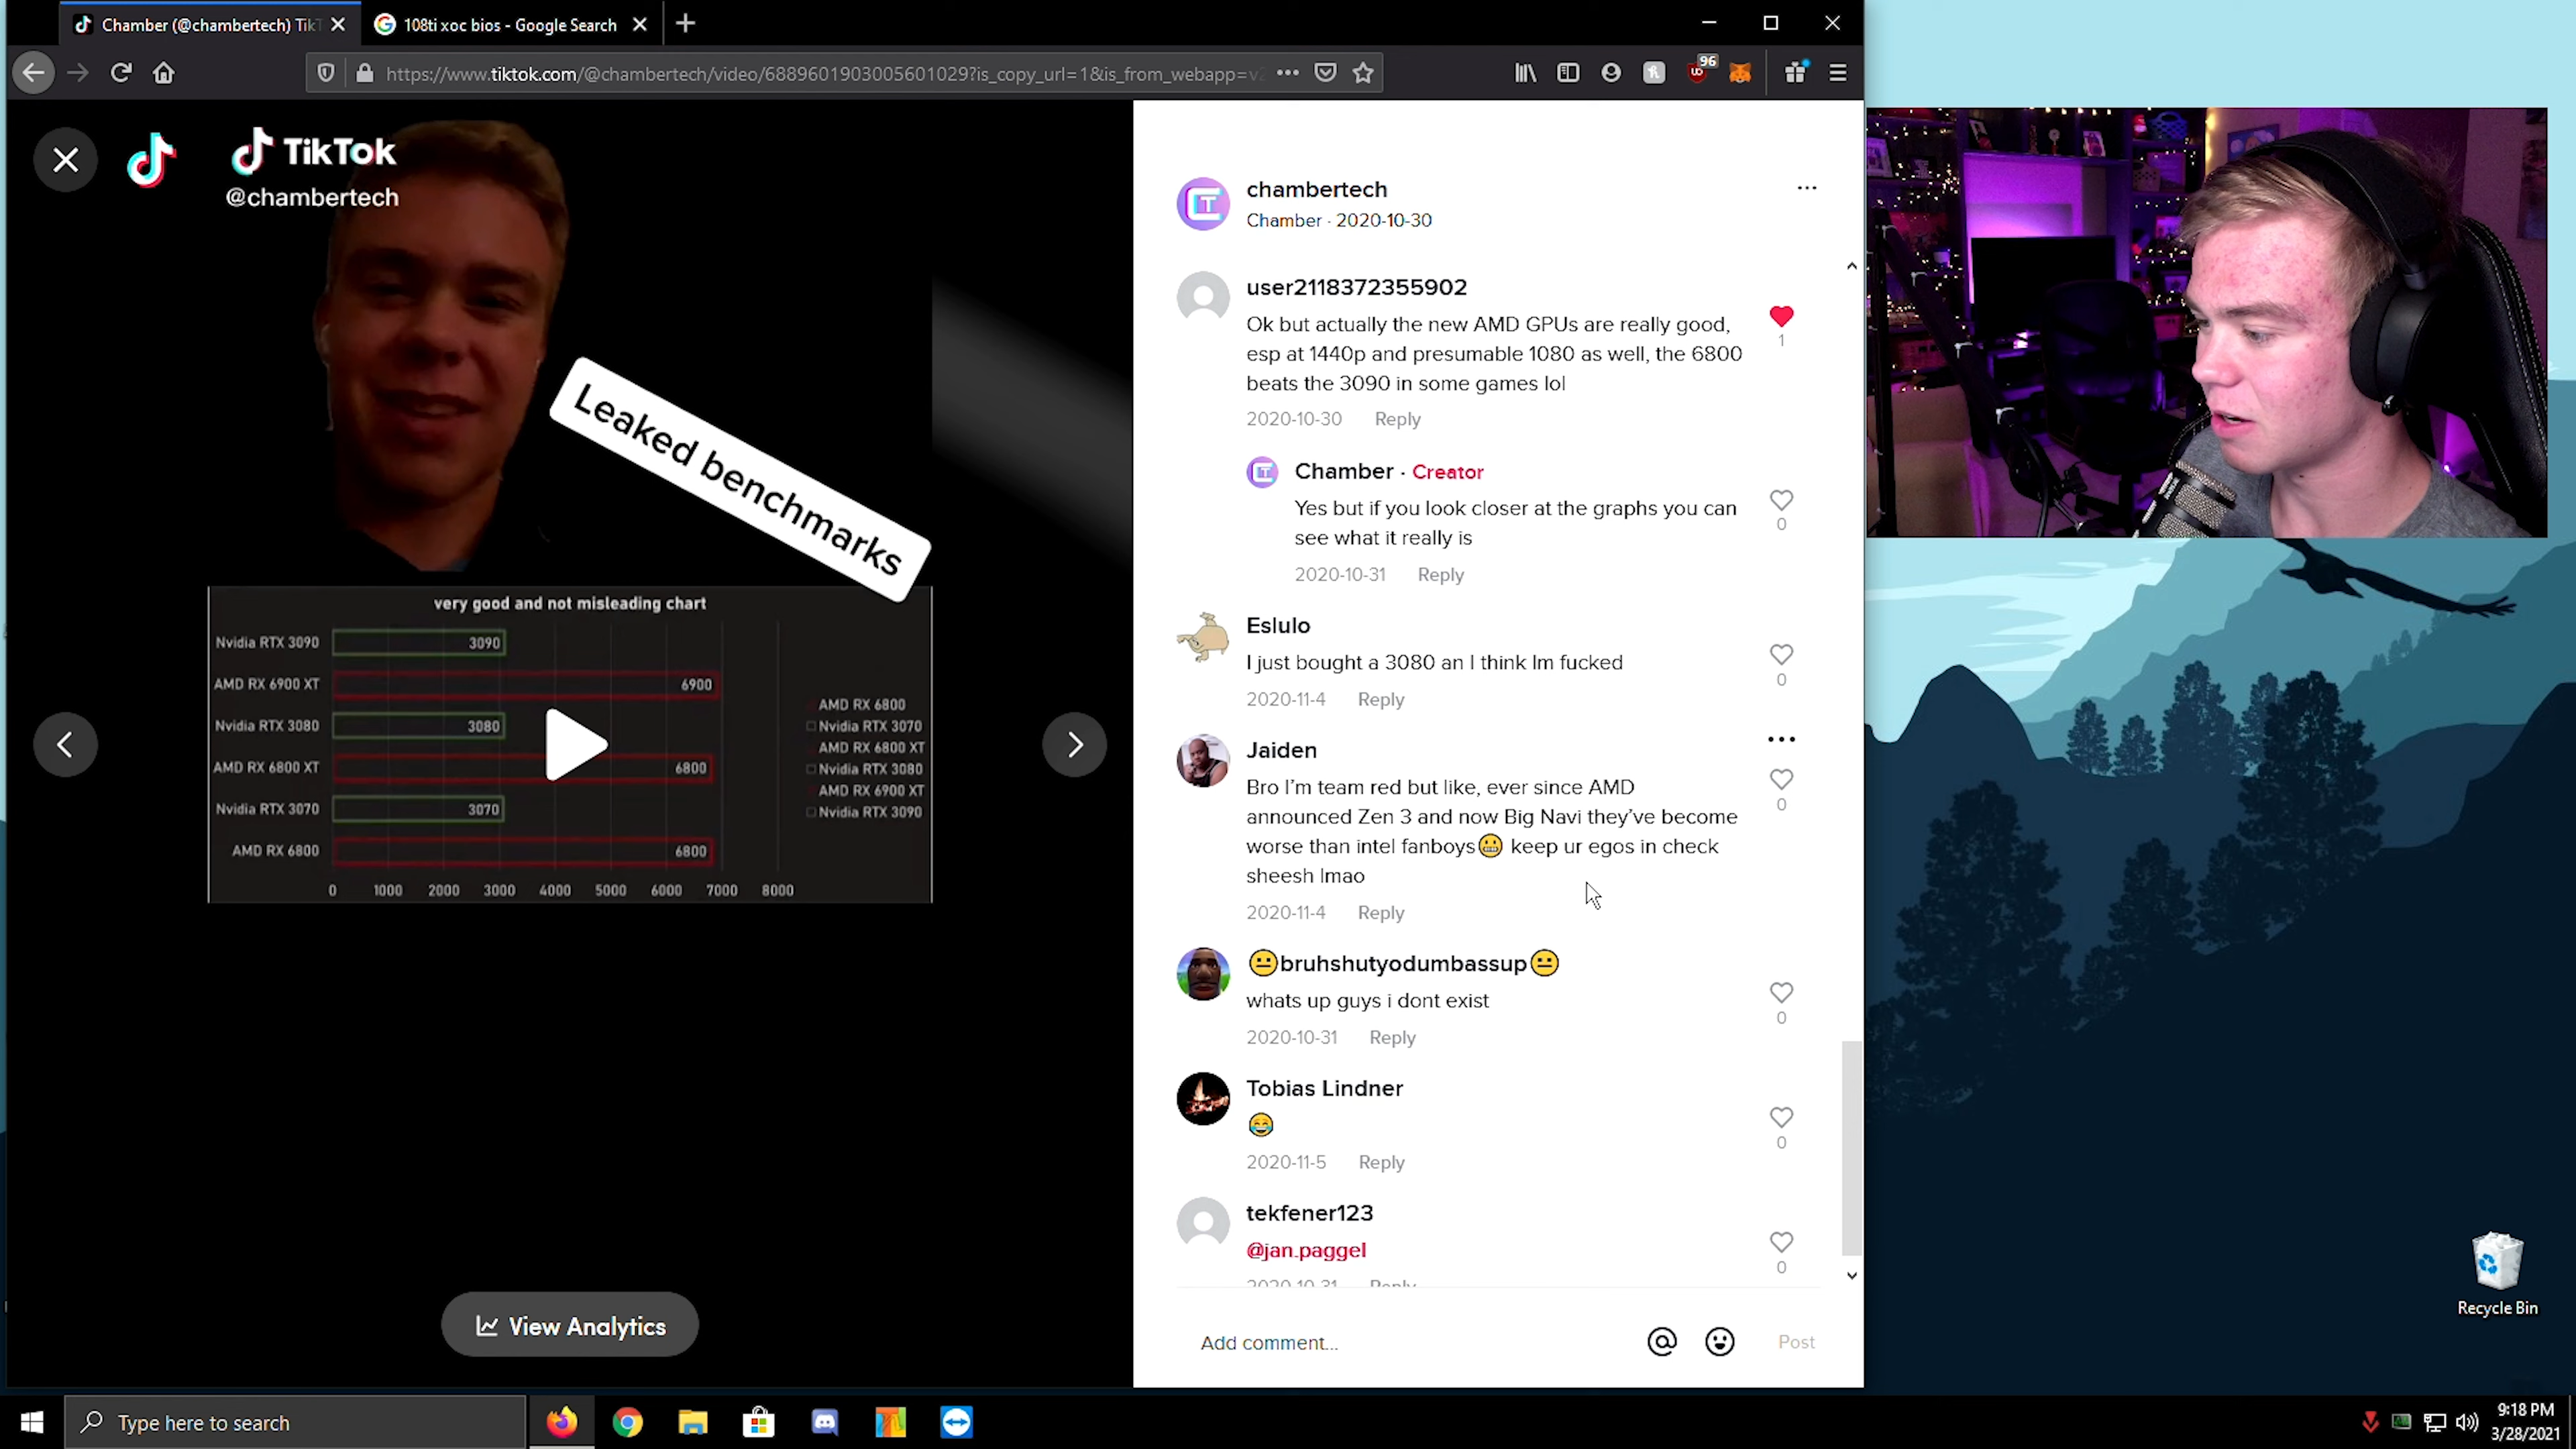 Chamber (@chambertech) TikT
108ti xoc bios - Google Search
https://www.tiktok.com/@chambertech/video/6889601903005601029?is_copy_url=1&is_from_webapp=v
96
TikTok
@chambertech
Leaked benchmarks
very good and not misleading chart
Nvidia RTX 3090
3090
AMD RX 6900 XT
6900
Nvidia RTX 3080
3080
AMD RX 6800 XT
6800
Nvidia RTX 3070
3070
AMD RX 6800
6800
0 1000 2000 3000 4000 5000 6000 7000 8000
AMD RX 6800
Nvidia RTX 3070
AMD RX 6800 XT
Nvidia RTX 3080
AMD RX 6900 XT
Nvidia RTX 3090
View Analytics
chambertech
Chamber · 2020-10-30
user2118372355902
Ok but actually the new AMD GPUs are really good,
esp at 1440p and presumable 1080 as well, the 6800
beats the 3090 in some games lol
1
2020-10-30 Reply
Chamber · Creator
Yes but if you look closer at the graphs you can
see what it really is
0
2020-10-31 Reply
Eslulo
I just bought a 3080 an I think Im fucked
0
2020-11-4 Reply
Jaiden
Bro I'm team red but like, ever since AMD
announced Zen 3 and now Big Navi they've become
worse than intel fanboys😬 keep ur egos in check
sheesh lmao
0
2020-11-4 Reply
😐bruhshutyodumbassup😐
whats up guys i dont exist
0
2020-10-31 Reply
Tobias Lindner
😂
0
2020-11-5 Reply
tekfener123
@jan.paggel
0
2020-10-31 Reply
Add comment...
Post
Recycle Bin
Type here to search
9:18 PM
3/28/2021